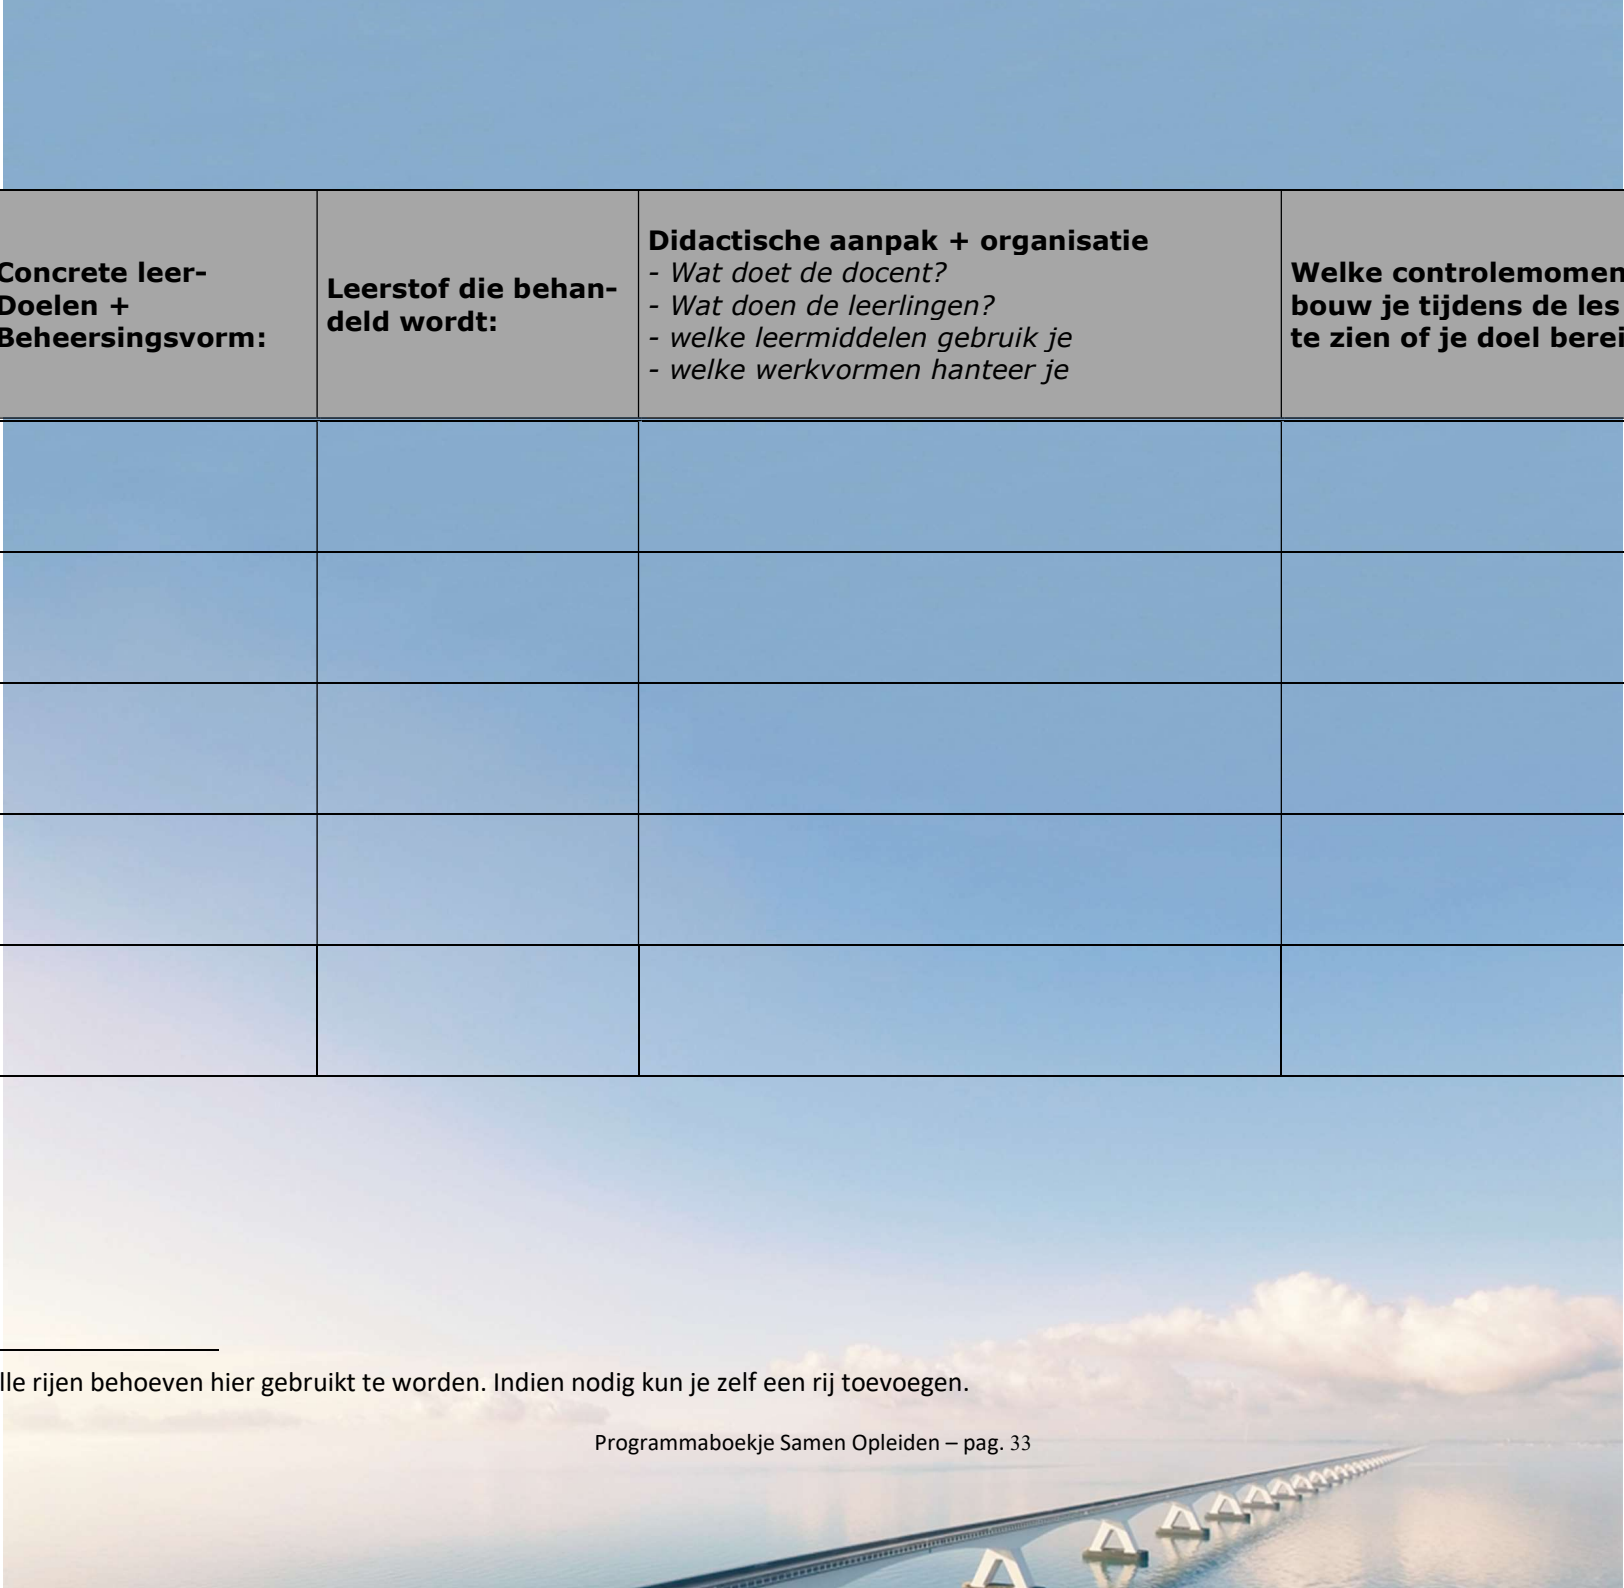 Concrete leer-
Doelen +
Beheersingsvorm:
Leerstof die behan-
deld wordt:
Didactische aanpak + organisatie
- Wat doet de docent?
- Wat doen de leerlingen?
- welke leermiddelen gebruik je
- welke werkvormen hanteer je
Welke controlemomen
bouw je tijdens de les
te zien of je doel berei
lle rijen behoeven hier gebruikt te worden. Indien nodig kun je zelf een rij toevoegen.
Programmaboekje Samen Opleiden – pag. 33